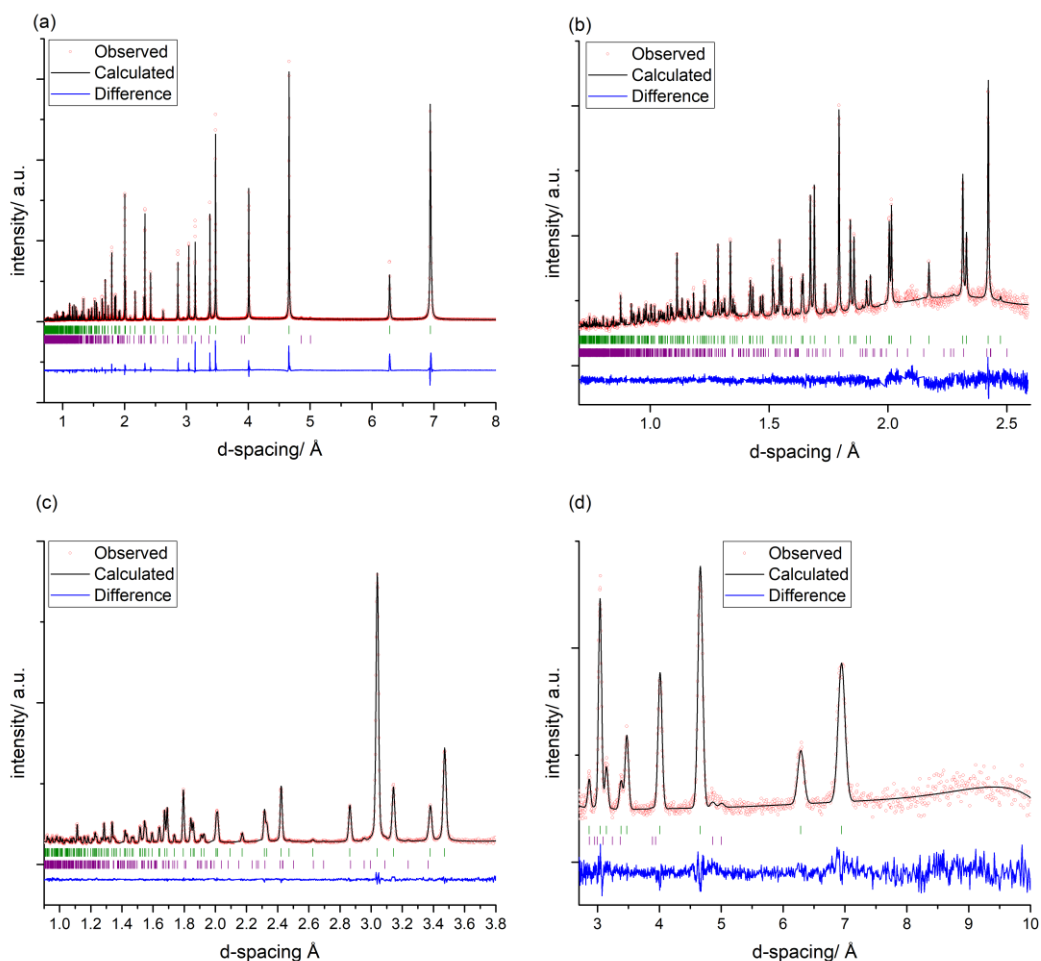 (a)
Observed
Calculated
Difference
intensity/ a.u.
1 2 3 4 5 6 7 8
d-spacing/ Å
(b)
Observed
Calculated
Difference
intensity/ a.u.
1.0 1.5 2.0 2.5
d-spacing / Å
(c)
Observed
Calculated
Difference
intensity/ a.u.
1.0 1.2 1.4 1.6 1.8 2.0 2.2 2.4 2.6 2.8 3.0 3.2 3.4 3.6 3.8
d-spacing Å
(d)
Observed
Calculated
Difference
intensity/ a.u.
3 4 5 6 7 8 9 10
d-spacing/ Å